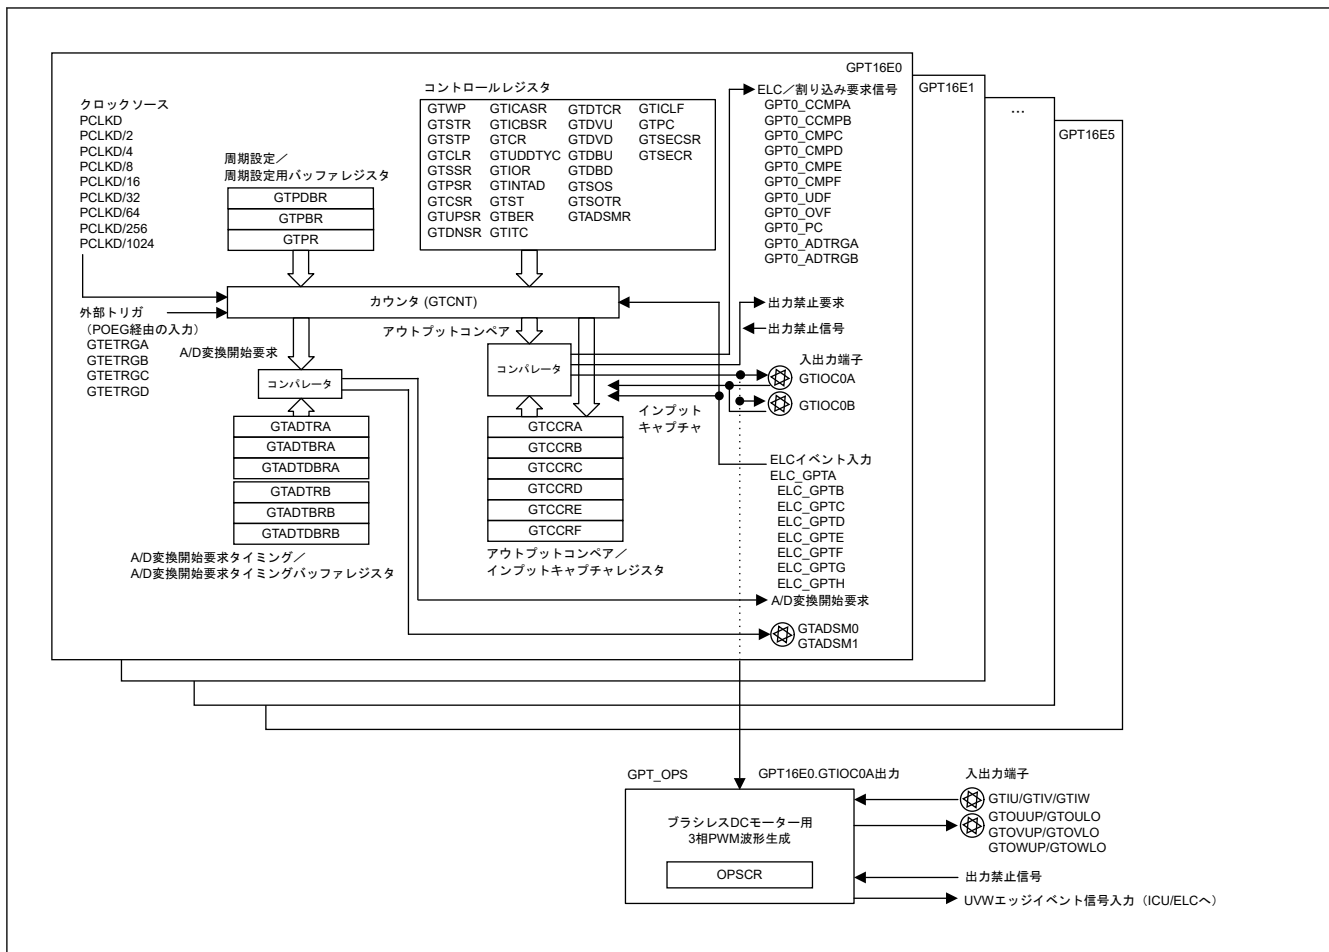 GPT16E0
GPT16E1
...
GPT16E5
クロックソース
PCLKD
PCLKD/2
PCLKD/4
PCLKD/8
PCLKD/16
PCLKD/32
PCLKD/64
PCLKD/256
PCLKD/1024
周期設定／
周期設定用バッファレジスタ
GTPDBR
GTPBR
GTPR
コントロールレジスタ
GTWP GTICASR GTDTCR GTICLF
GTSTR GTICBSR GTDVU GTPC
GTSTP GTCR GTDVD GTSECSR
GTCLR GTUDDTYC GTDBU GTSECR
GTSSR GTIOR GTDBD
GTPSR GTINTAD GTSOS
GTCSR GTST GTSOTR
GTUPSR GTBER GTADSMR
GTDNSR GTITC
ELC／割り込み要求信号
GPT0_CCMPA
GPT0_CCMPB
GPT0_CMPC
GPT0_CMPD
GPT0_CMPE
GPT0_CMPF
GPT0_UDF
GPT0_OVF
GPT0_PC
GPT0_ADTRGA
GPT0_ADTRGB
カウンタ (GTCNT)
外部トリガ
（POEG経由の入力）
GTETRGA
GTETRGB
GTETRGC
GTETRGD
A/D変換開始要求
アウトプットコンペア
コンパレータ
コンパレータ
出力禁止要求
出力禁止信号
入出力端子
GTIOC0A
GTIOC0B
インプット
キャプチャ
GTADTRA
GTADTBRA
GTADTDBRA
GTADTRB
GTADTBRB
GTADTDBRB
A/D変換開始要求タイミング／
A/D変換開始要求タイミングバッファレジスタ
GTCCRA
GTCCRB
GTCCRC
GTCCRD
GTCCRE
GTCCRF
アウトプットコンペア／
インプットキャプチャレジスタ
ELCイベント入力
ELC_GPTA
ELC_GPTB
ELC_GPTC
ELC_GPTD
ELC_GPTE
ELC_GPTF
ELC_GPTG
ELC_GPTH
A/D変換開始要求
GTADSM0
GTADSM1
GPT_OPS
GPT16E0.GTIOC0A出力
入出力端子
ブラシレスDCモーター用
3相PWM波形生成
OPSCR
GTIU/GTIV/GTIW
GTOUUP/GTOULO
GTOVUP/GTOVLO
GTOWUP/GTOWLO
出力禁止信号
UVWエッジイベント信号入力（ICU/ELCへ）